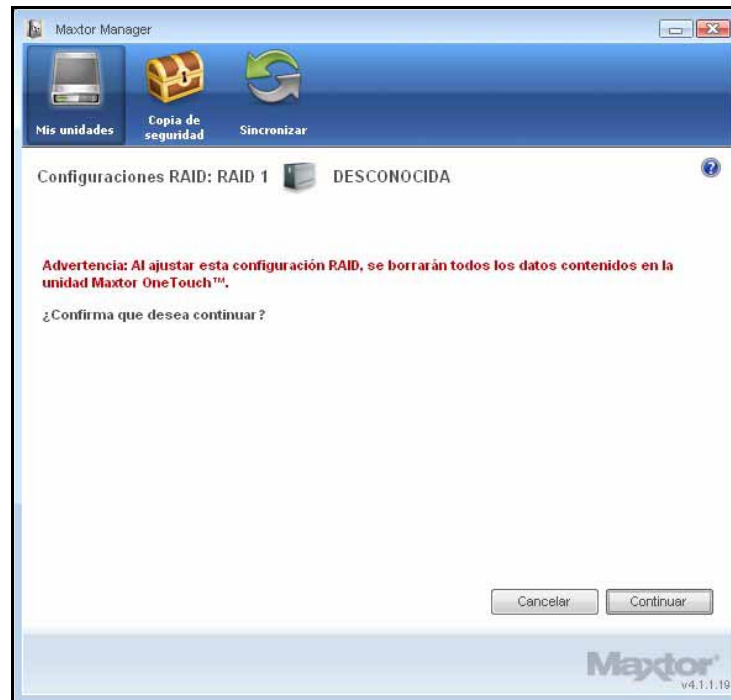 Maxtor Manager
Mis unidades
Copia de
seguridad
Sincronizar
Configuraciones RAID: RAID 1 DESCONOCIDA
?
Advertencia: Al ajustar esta configuración RAID, se borrarán todos los datos contenidos en la
unidad Maxtor OneTouch™.
¿Confirma que desea continuar?
Cancelar Continuar
Maxtor
v4.1.1.19